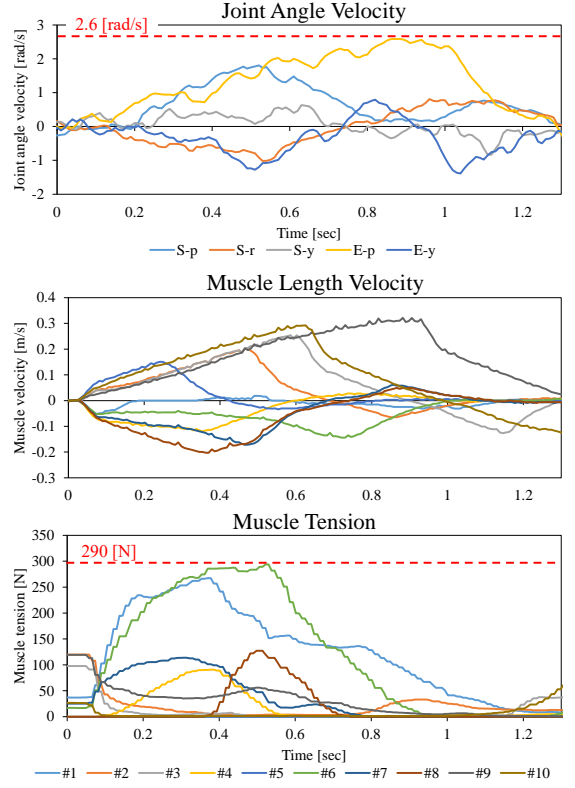 Joint Angle Velocity
2.6 [rad/s]
Joint angle velocity [rad/s]
3
2
1
0
-1
-2
0 0.2 0.4 0.6 0.8 1 1.2
Time [sec]
S-p S-r S-y E-p E-y
Muscle Length Velocity
Muscle velocity [m/s]
0.4
0.3
0.2
0.1
0
-0.1
-0.2
-0.3
0 0.2 0.4 0.6 0.8 1 1.2
Muscle Tension
290 [N]
Muscle tension [N]
350
300
250
200
150
100
50
0
0 0.2 0.4 0.6 0.8 1 1.2
Time [sec]
#1 #2 #3 #4 #5 #6 #7 #8 #9 #10